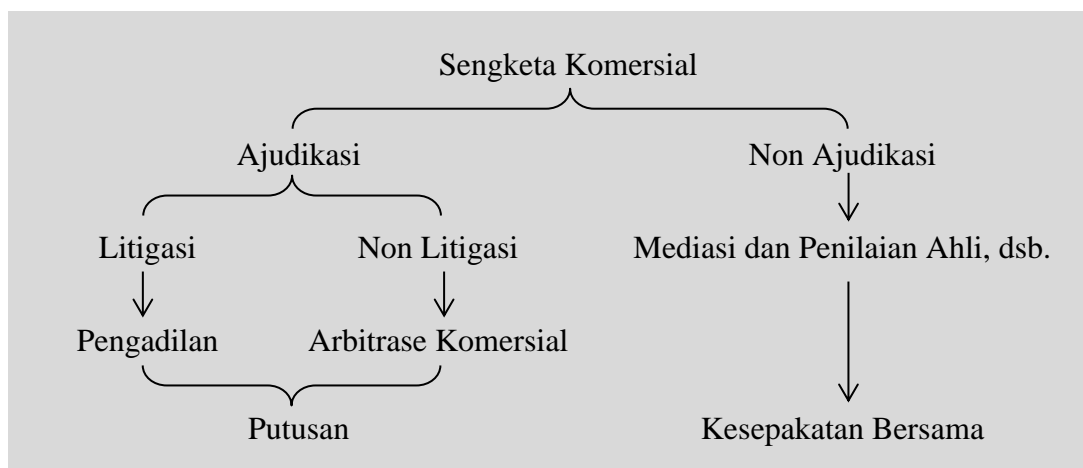 Sengketa Komersial
Ajudikasi
Non Ajudikasi
Litigasi
Non Litigasi
Mediasi dan Penilaian Ahli, dsb.
Pengadilan
Arbitrase Komersial
Putusan
Kesepakatan Bersama